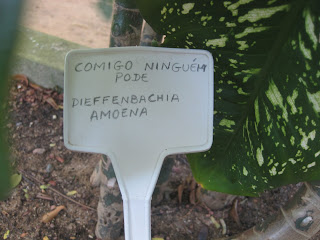 COMIGO NINGUÉM
PODE
DIEFFENBACHIA
AMOENA